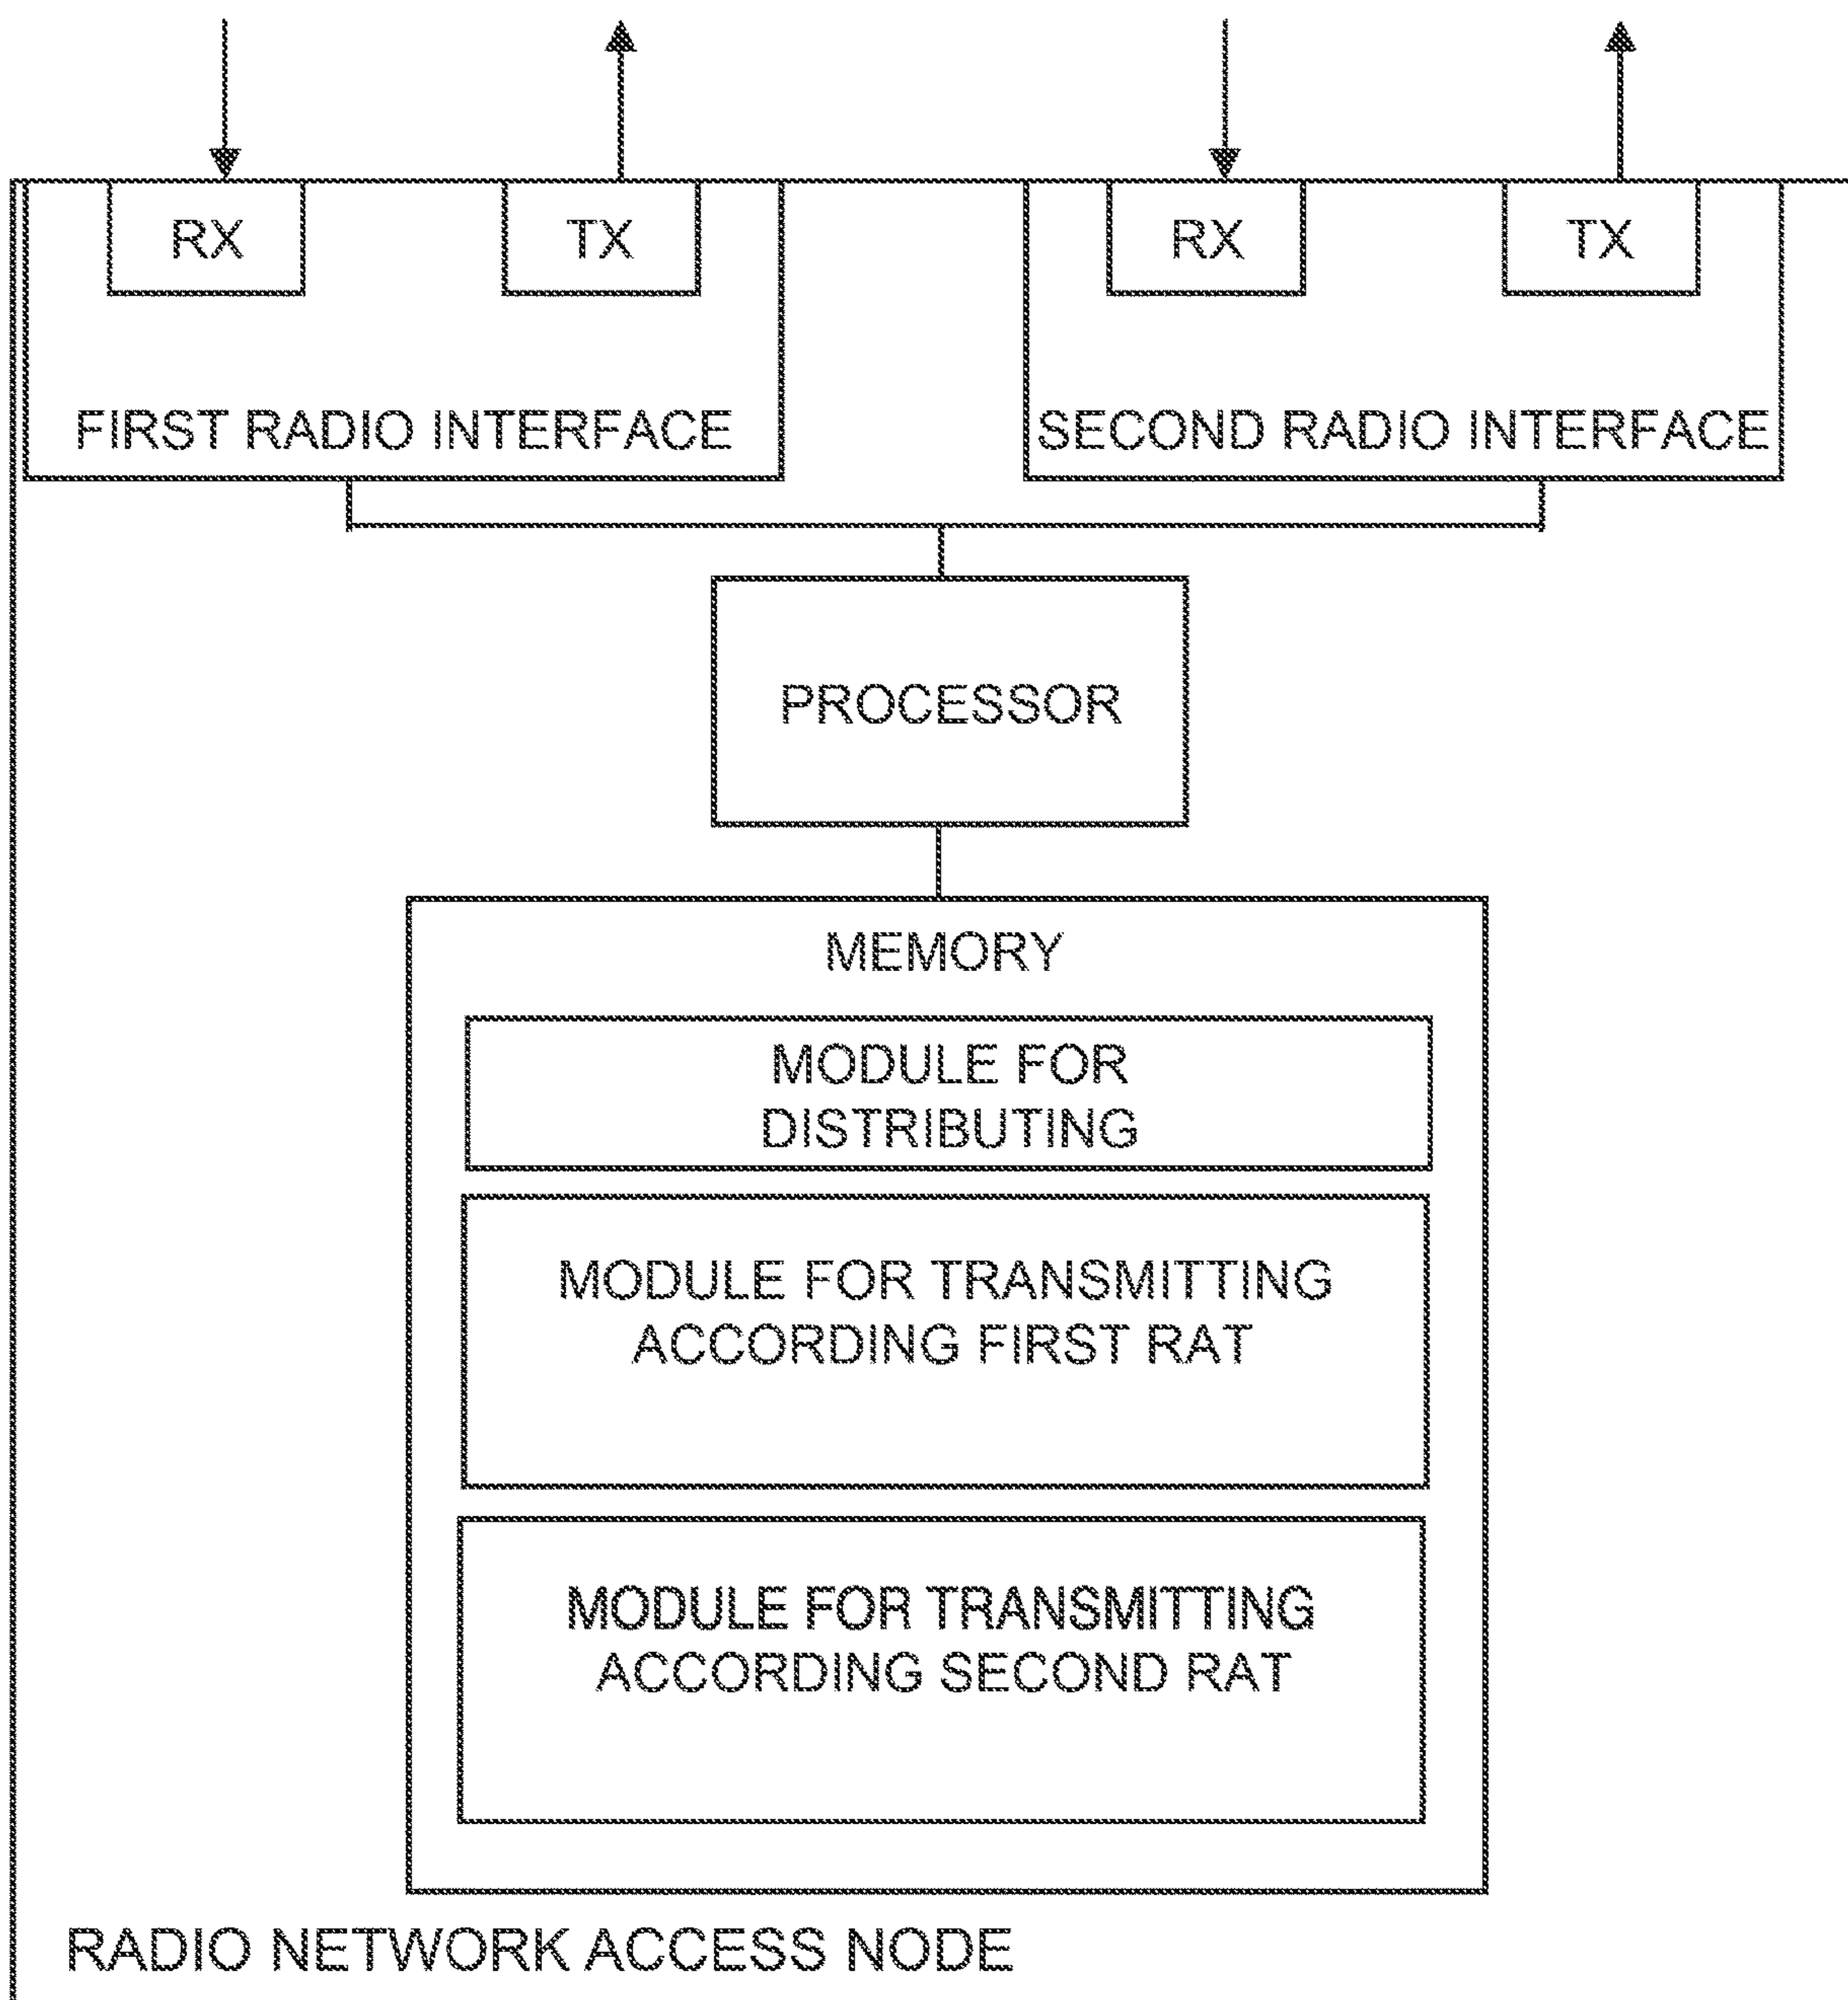 RX
TX
RX
TX
FIRST RADIO INTERFACE
SECOND RADIO INTERFACE
PROCESSOR
MEMORY
MODULE FOR
DISTRIBUTING
MODULE FOR TRANSMITTING
ACCORDING FIRST RAT
MODULE FOR TRANSMITTING
ACCORDING SECOND RAT
RADIO NETWORK ACCESS NODE